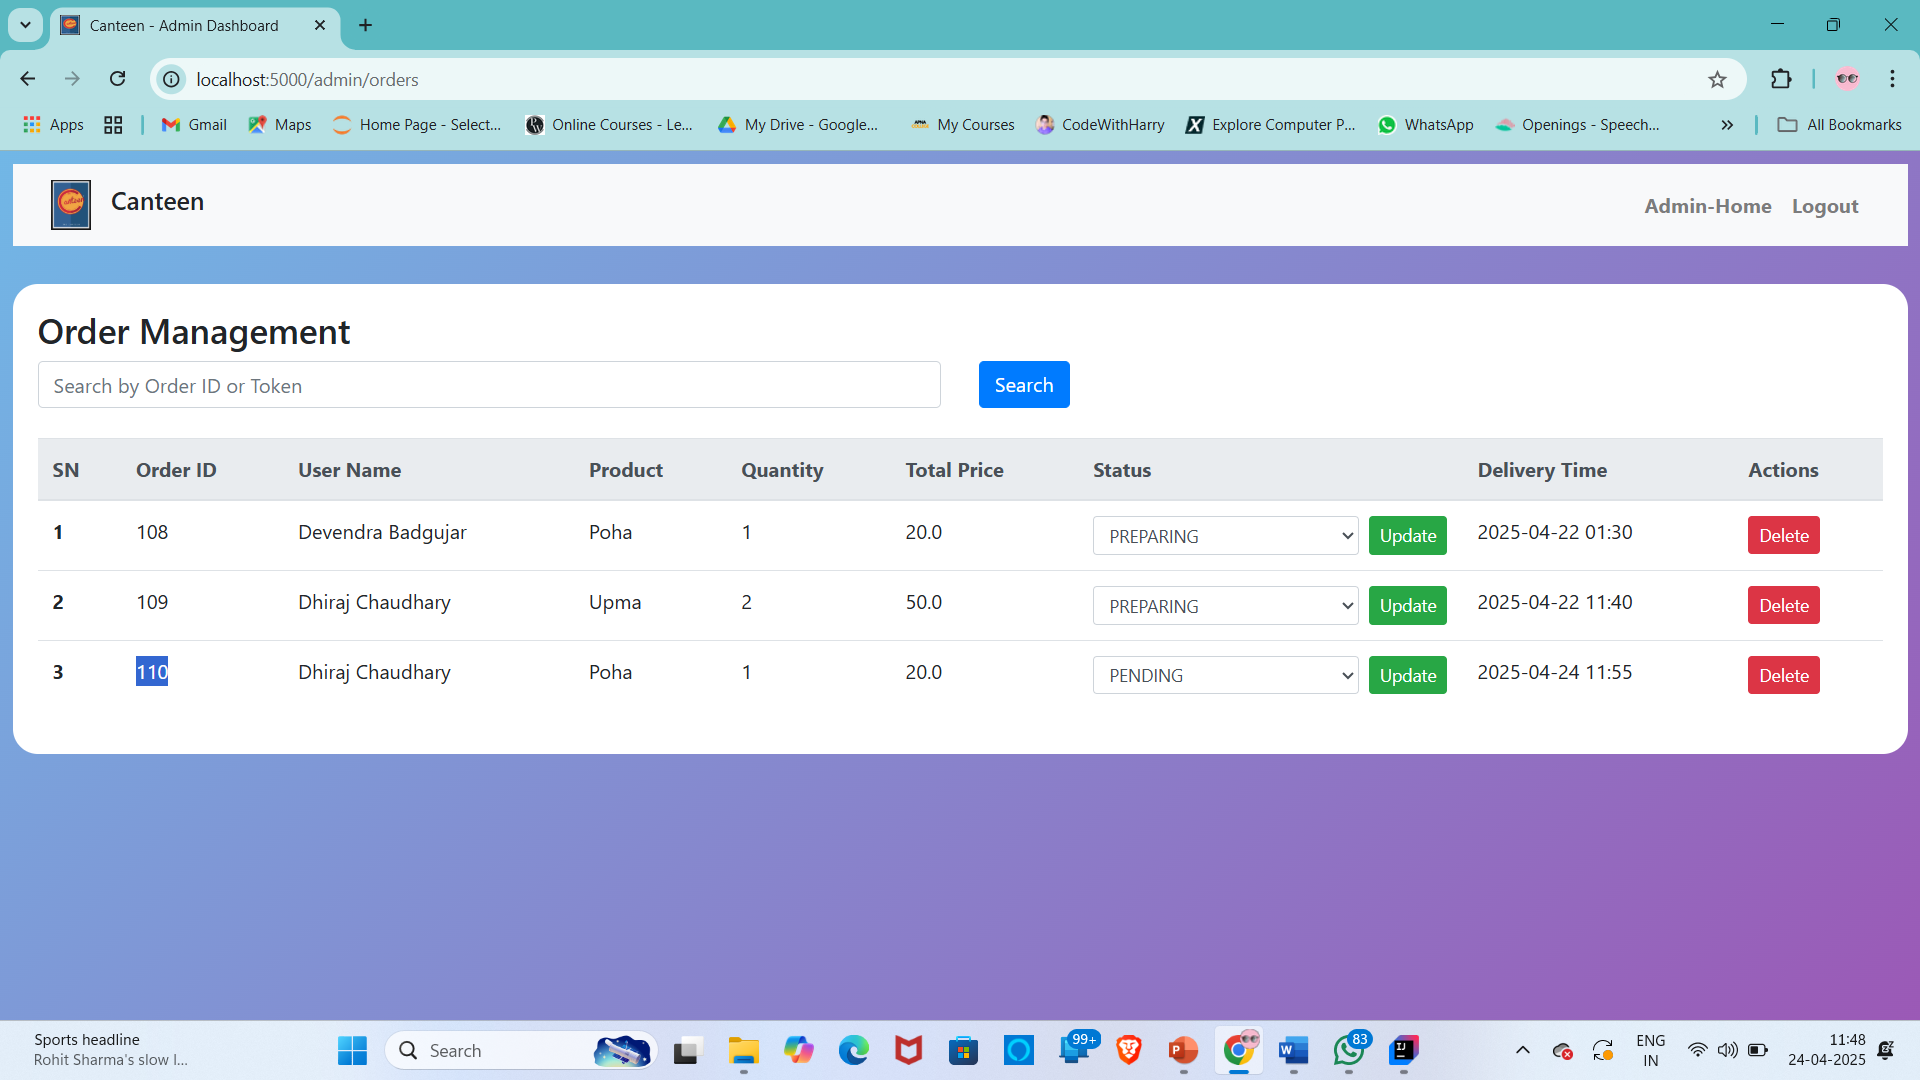 Canteen - Admin Dashboard
localhost:5000/admin/orders
Apps Gmail Maps Home Page - Select... Online Courses - Le... My Drive - Google... My Courses CodeWithHarry Explore Computer P... WhatsApp Openings - Speech... » All Bookmarks
Canteen Admin-Home Logout
Order Management
Search by Order ID or Token Search
SN Order ID User Name Product Quantity Total Price Status Delivery Time Actions
1 108 Devendra Badgujar Poha 1 20.0 PREPARING Update 2025-04-22 01:30 Delete
2 109 Dhiraj Chaudhary Upma 2 50.0 PREPARING Update 2025-04-22 11:40 Delete
3 110 Dhiraj Chaudhary Poha 1 20.0 PENDING Update 2025-04-24 11:55 Delete
Sports headline
Rohit Sharma's slow l...
Search
99+
83
ENG
IN
11:48
24-04-2025